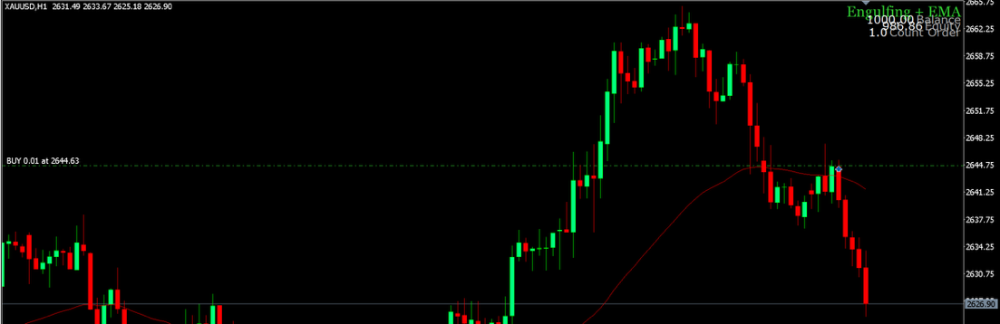 XAUUSD,H1 2631.49 2633.67 2625.18 2626.90
Engulfing + EMA
1000.00 Balance
986.86 Equity
1.0 Count Order
BUY 0.01 at 2644.63
2665.75
2662.25
2658.75
2655.25
2651.75
2648.25
2644.75
2641.25
2637.75
2634.25
2630.75
2626.90